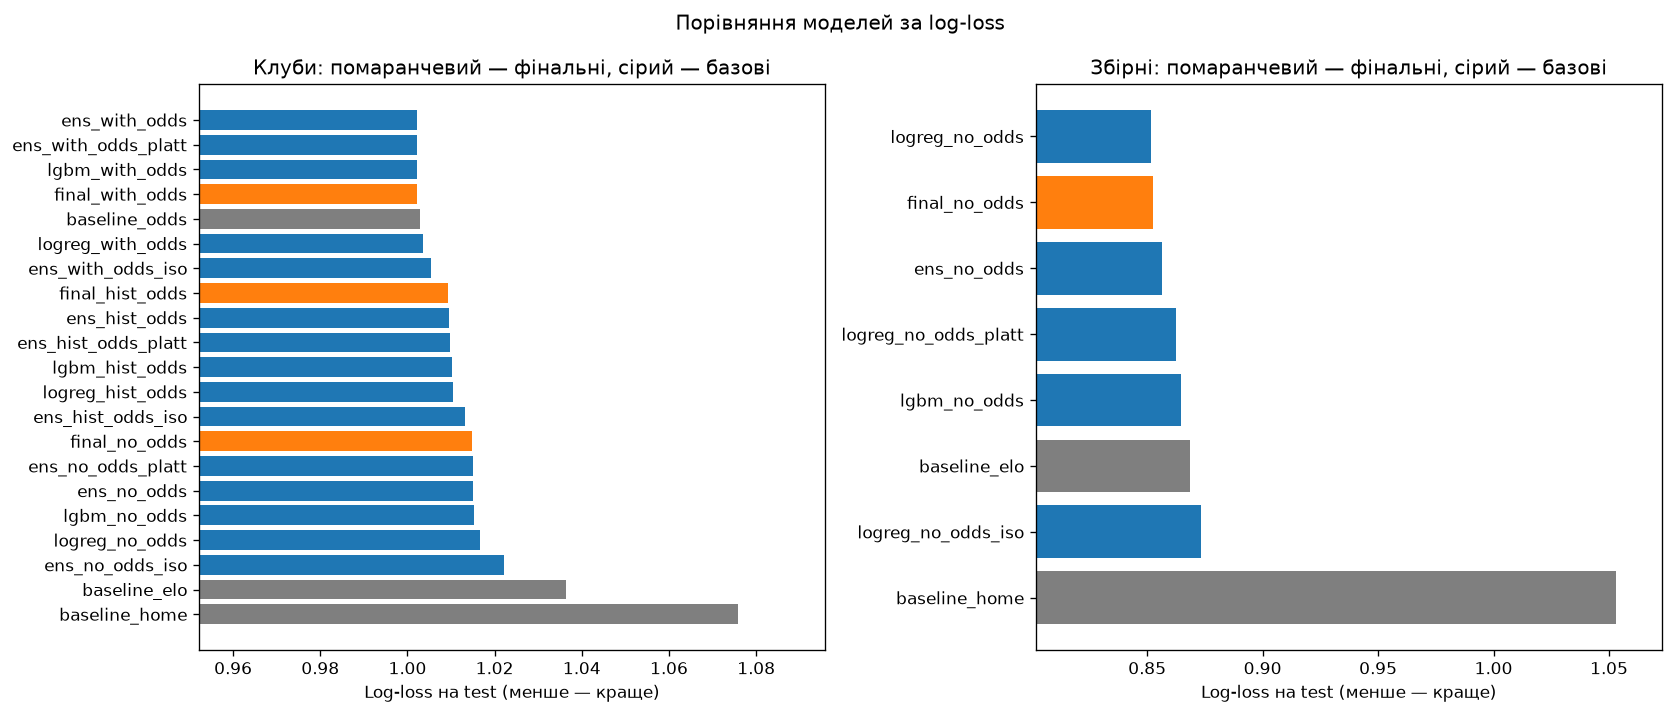 Порівняння моделей за log-loss
Клуби: помаранчевий — фінальні, сірий — базові
ens_with_odds
ens_with_odds_platt
lgbm_with_odds
final_with_odds
baseline_odds
logreg_with_odds
ens_with_odds_iso
final_hist_odds
ens_hist_odds
ens_hist_odds_platt
lgbm_hist_odds
logreg_hist_odds
ens_hist_odds_iso
final_no_odds
ens_no_odds_platt
ens_no_odds
lgbm_no_odds
logreg_no_odds
ens_no_odds_iso
baseline_elo
baseline_home
0.96 0.98 1.00 1.02 1.04 1.06 1.08
Log-loss на test (менше — краще)
Збірні: помаранчевий — фінальні, сірий — базові
logreg_no_odds
final_no_odds
ens_no_odds
logreg_no_odds_platt
lgbm_no_odds
baseline_elo
logreg_no_odds_iso
baseline_home
0.85 0.90 0.95 1.00 1.05
Log-loss на test (менше — краще)